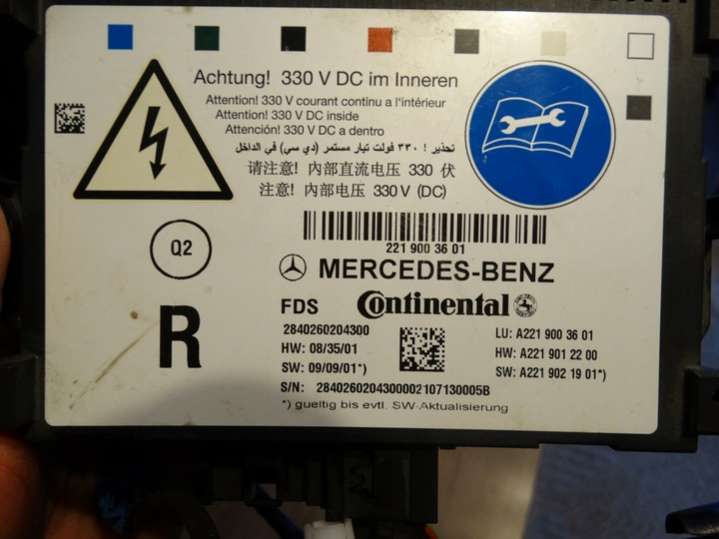 Achtung! 330 V DC im Inneren
Attention! 330 V courant continu a l'intérieur
Attention! 330 V DC inside
Atención! 330 V DC a dentro
تحذير ! ٣٣٠ فولت تيار مستمر (دي سي) في الداخل
请注意! 內部直流电压 330 伏
注意! 內部电压 330 V (DC)
Q2
221 900 36 01
MERCEDES-BENZ
R
FDS Continental
2840260204300
LU: A221 900 36 01
HW: 08/35/01
HW: A221 901 22 00
SW: 09/09/01*)
SW: A221 902 19 01*)
S/N: 2840260204300002107130005B
*) gueltig bis evtl. SW-Aktualisierung